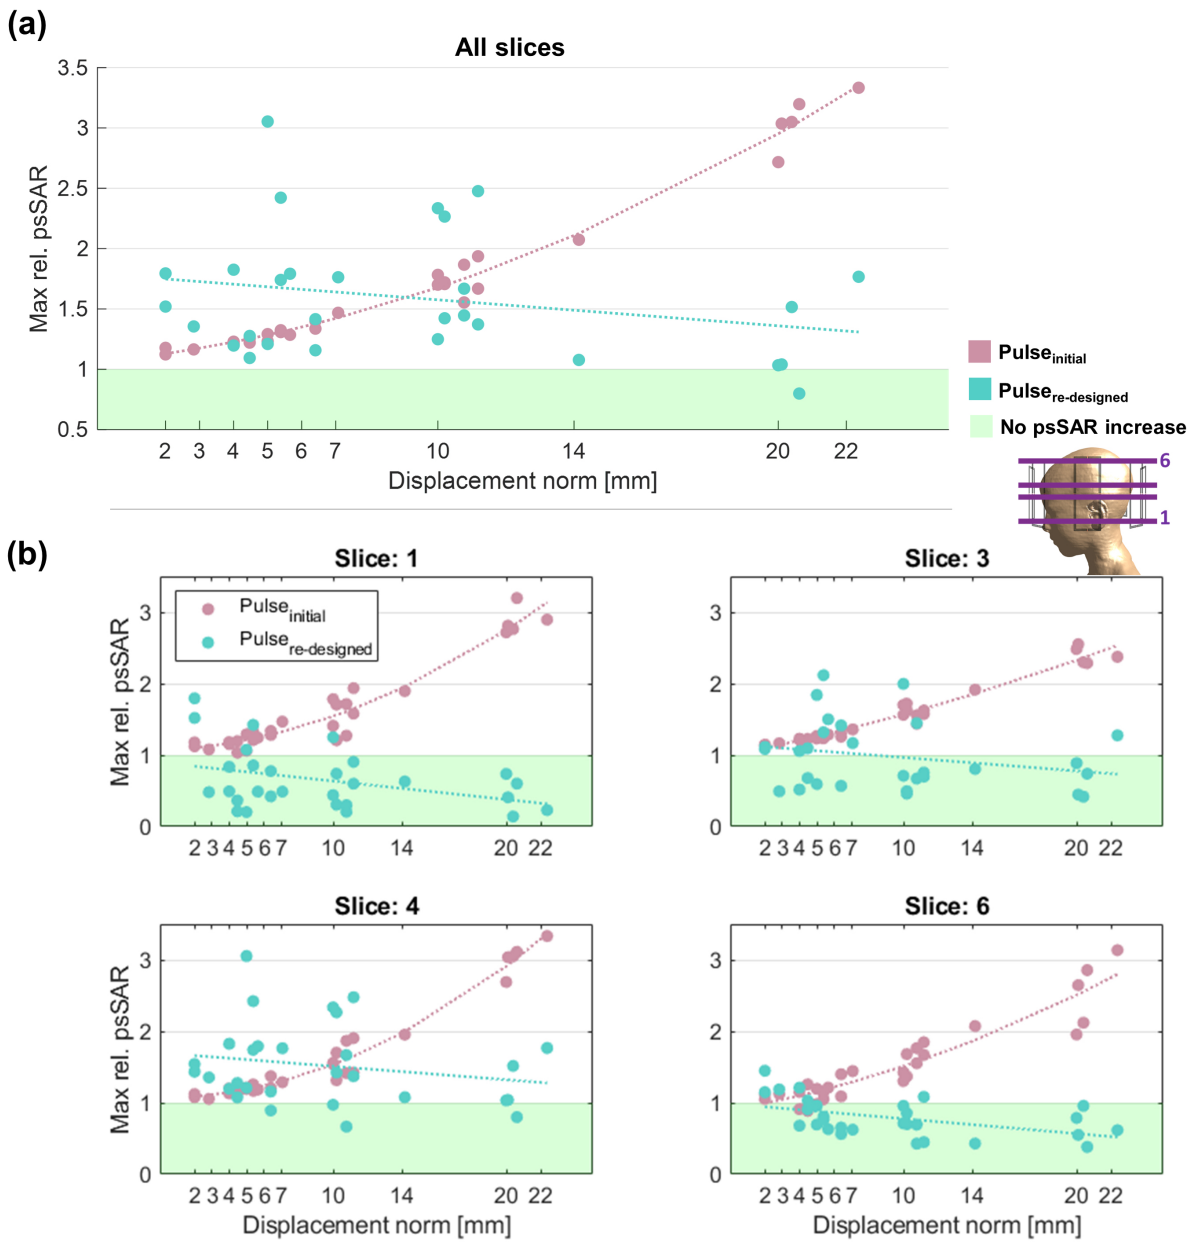 (a)
All slices
3.5
3
2.5
2
1.5
1
0.5
Max rel. psSAR
2 3 4 5 6 7 10 14 20 22
Displacement norm [mm]
Pulseinitial
Pulsere-designed
No psSAR increase
6
1
(b)
Slice: 1
3
2
1
0
Max rel. psSAR
Pulseinitial
Pulsere-designed
2 3 4 5 6 7 10 14 20 22
Slice: 3
3
2
1
0
Max rel. psSAR
2 3 4 5 6 7 10 14 20 22
Slice: 4
3
2
1
0
Max rel. psSAR
2 3 4 5 6 7 10 14 20 22
Displacement norm [mm]
Slice: 6
3
2
1
0
2 3 4 5 6 7 10 14 20 22
Displacement norm [mm]